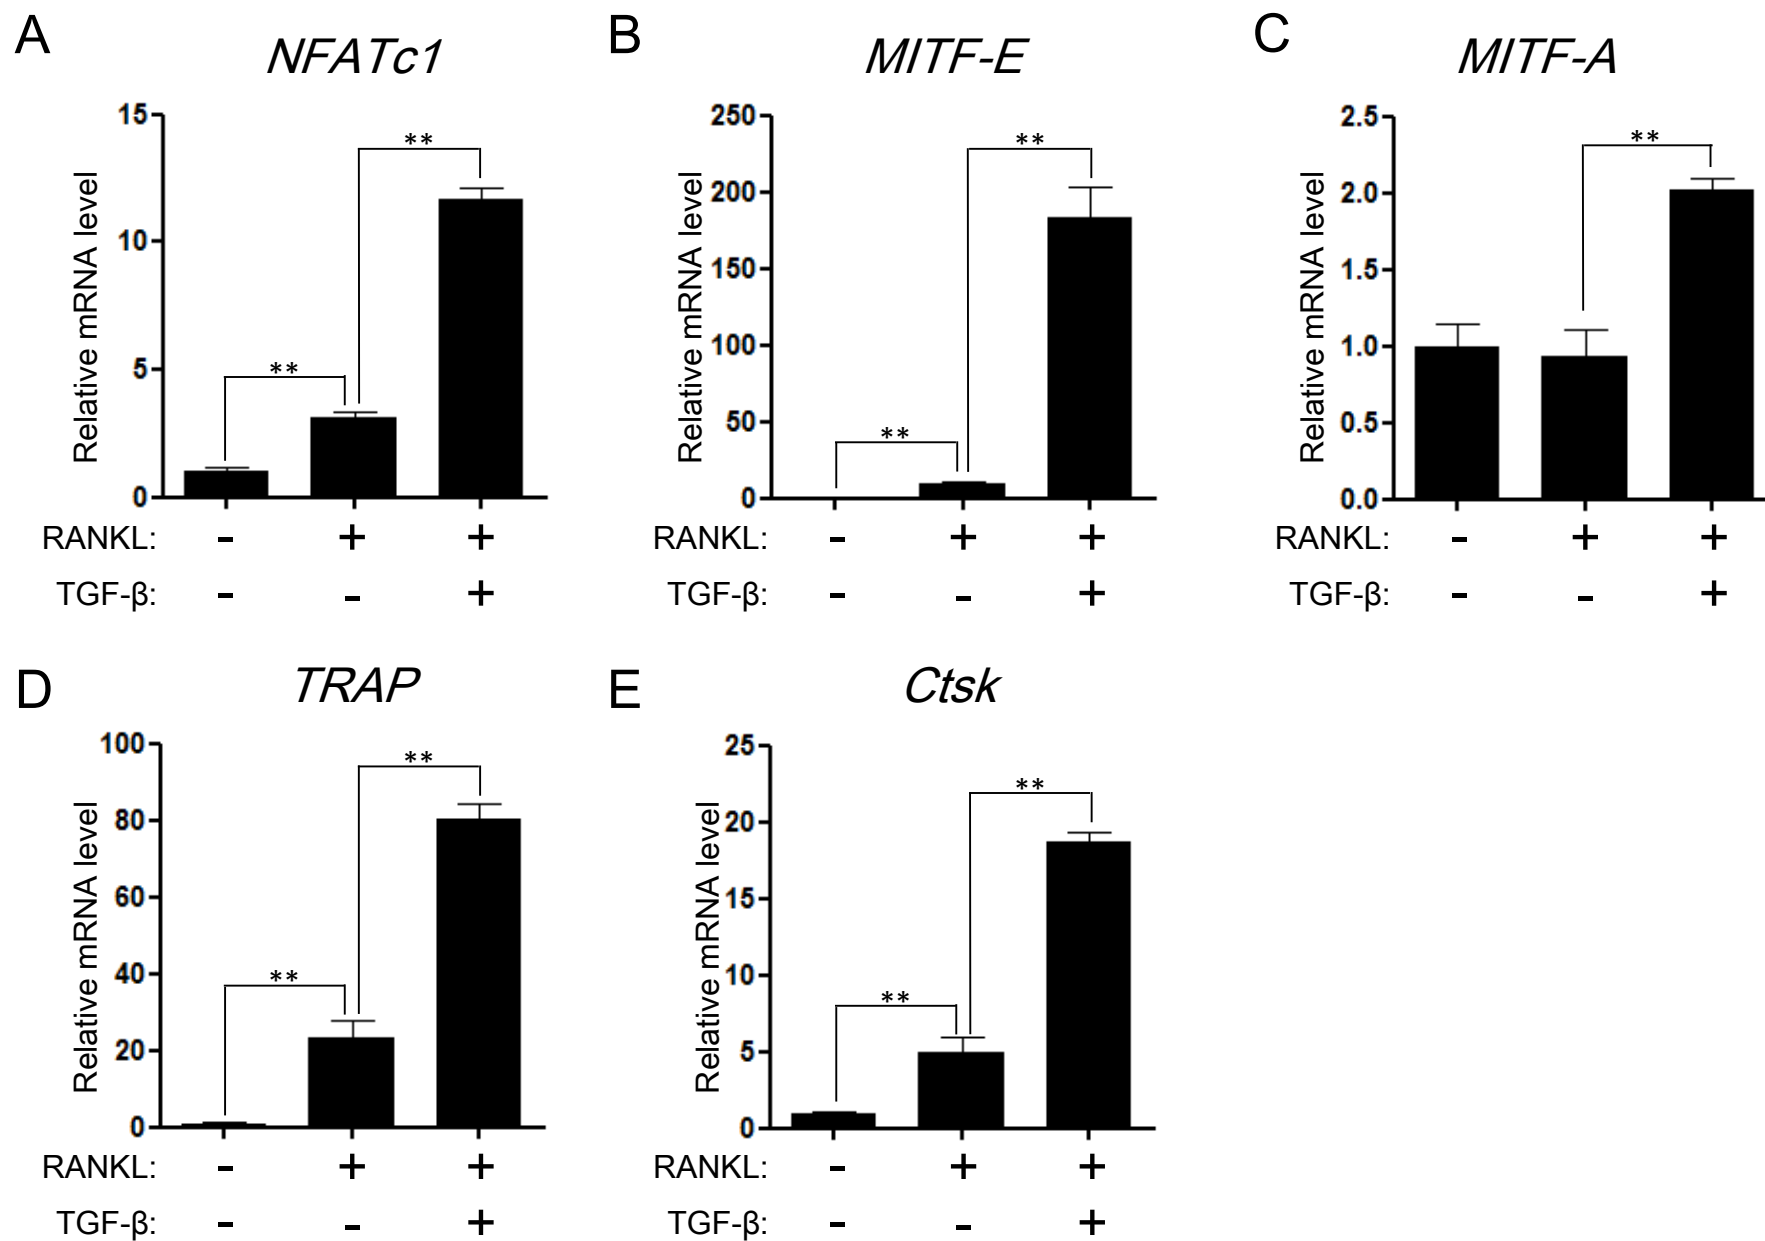 A
NFATc1
Relative mRNA level
15
10
5
0
**
**
RANKL: - + +
TGF-β: - - +
B
MITF-E
Relative mRNA level
250
200
150
100
50
0
**
**
RANKL: - + +
TGF-β: - - +
C
MITF-A
Relative mRNA level
2.5
2.0
1.5
1.0
0.5
0.0
**
RANKL: - + +
TGF-β: - - +
D
TRAP
Relative mRNA level
100
80
60
40
20
0
**
**
RANKL: - + +
TGF-β: - - +
E
Ctsk
Relative mRNA level
25
20
15
10
5
0
**
**
RANKL: - + +
TGF-β: - - +